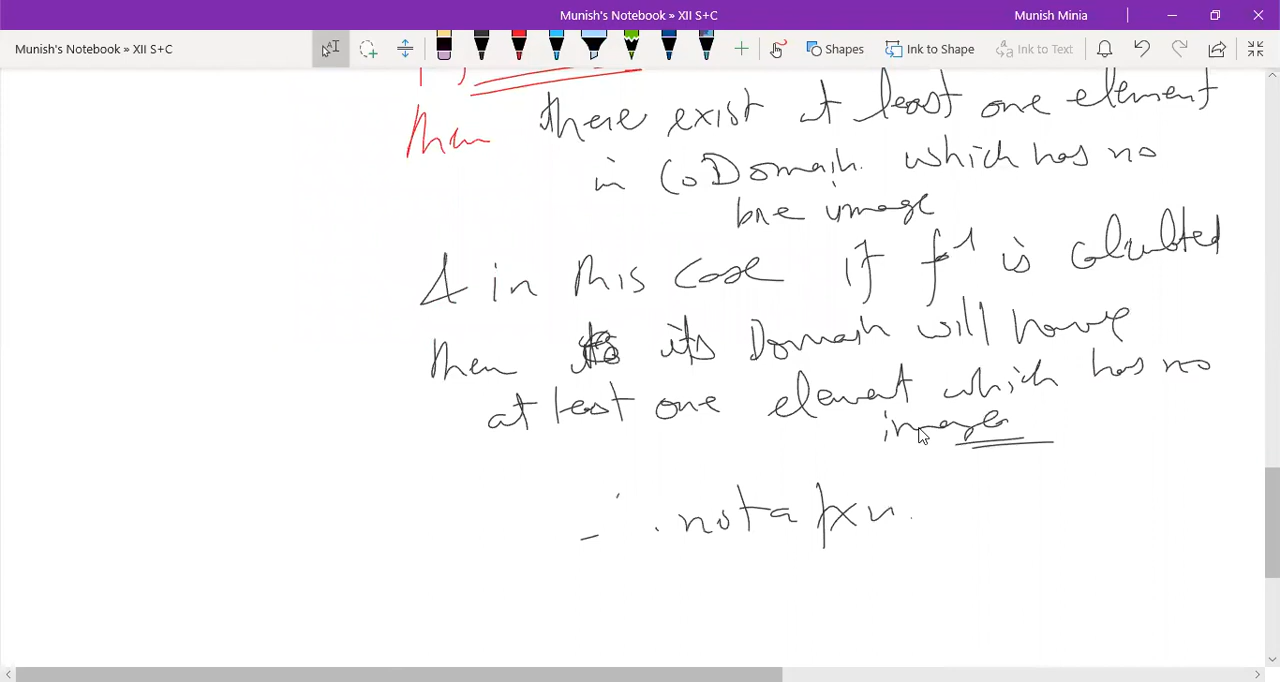 Munish's Notebook » XII S+C
Munish Minia
Munish's Notebook » XII S+C
Shapes
Ink to Shape
Ink to Text
then there exist at least one element
in CoDomain. which has no
pre image
& in this case if f⁻¹ is calculated
then its Domain will have
at least one element which has no
image
∴ not a fxn.